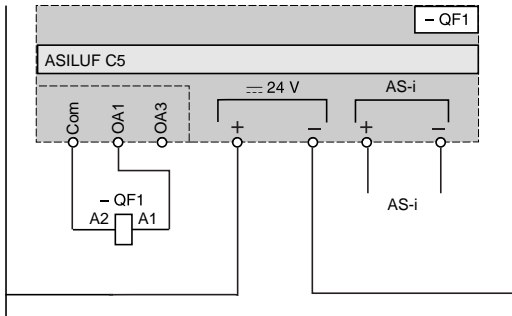 – QF1
ASILUF C5
⎓ 24 V
AS-i
Com
OA1
OA3
+
–
+
–
– QF1
A2
A1
AS-i